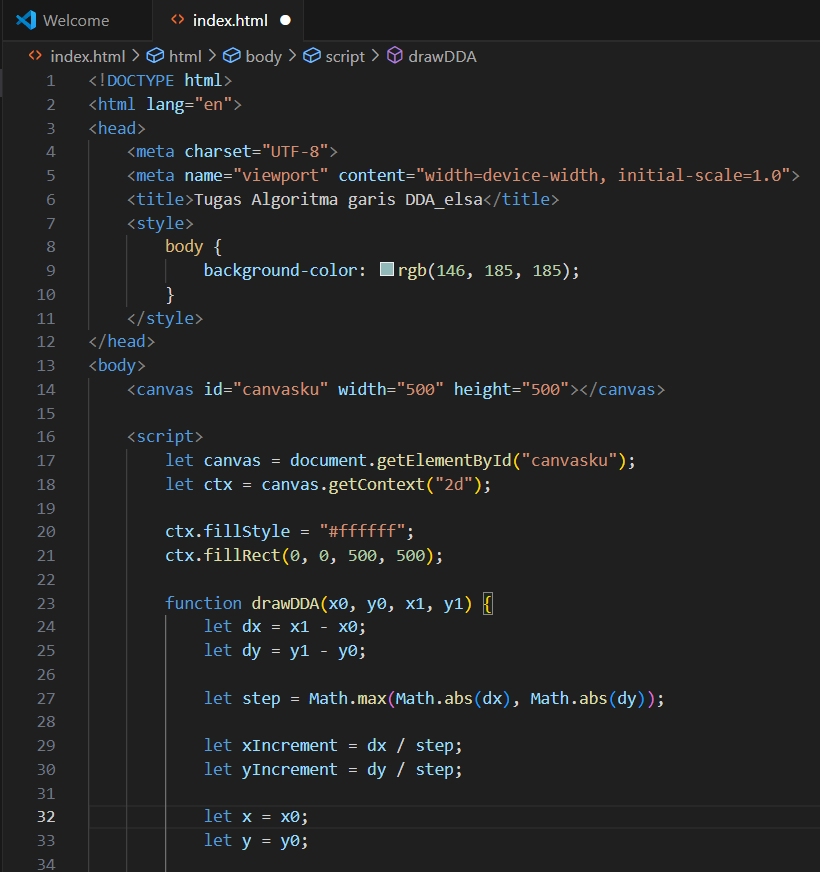 Welcome
index.html
index.html > html > body > script > drawDDA
1 <!DOCTYPE html>
2 <html lang="en">
3 <head>
4     <meta charset="UTF-8">
5     <meta name="viewport" content="width=device-width, initial-scale=1.0">
6     <title>Tugas Algoritma garis DDA_elsa</title>
7     <style>
8         body {
9             background-color: rgb(146, 185, 185);
10         }
11     </style>
12 </head>
13 <body>
14     <canvas id="canvasku" width="500" height="500"></canvas>
15
16     <script>
17         let canvas = document.getElementById("canvasku");
18         let ctx = canvas.getContext("2d");
19
20         ctx.fillStyle = "#ffffff";
21         ctx.fillRect(0, 0, 500, 500);
22
23         function drawDDA(x0, y0, x1, y1) {
24             let dx = x1 - x0;
25             let dy = y1 - y0;
26
27             let step = Math.max(Math.abs(dx), Math.abs(dy));
28
29             let xIncrement = dx / step;
30             let yIncrement = dy / step;
31
32             let x = x0;
33             let y = y0;
34